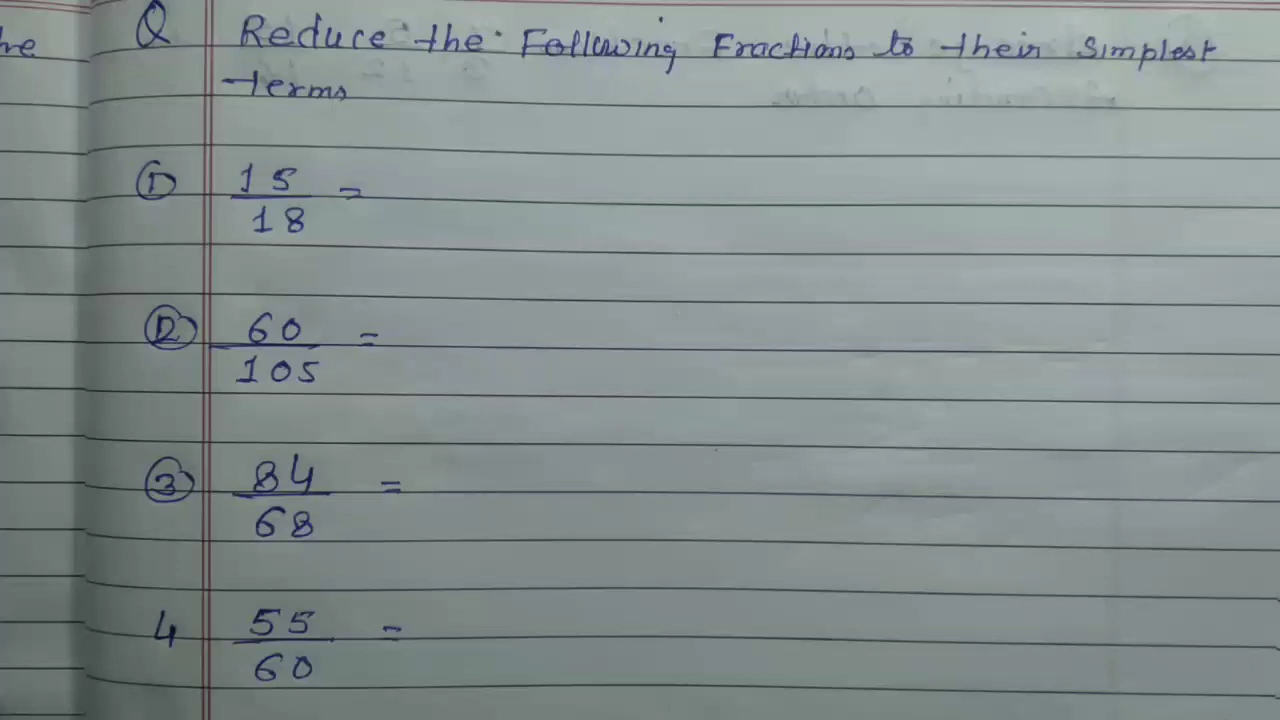 he
Q Reduce the Following Fractions to their simplest
terms
① 15/18 =
② 60/105 =
③ 84/68 =
4 55/60 =